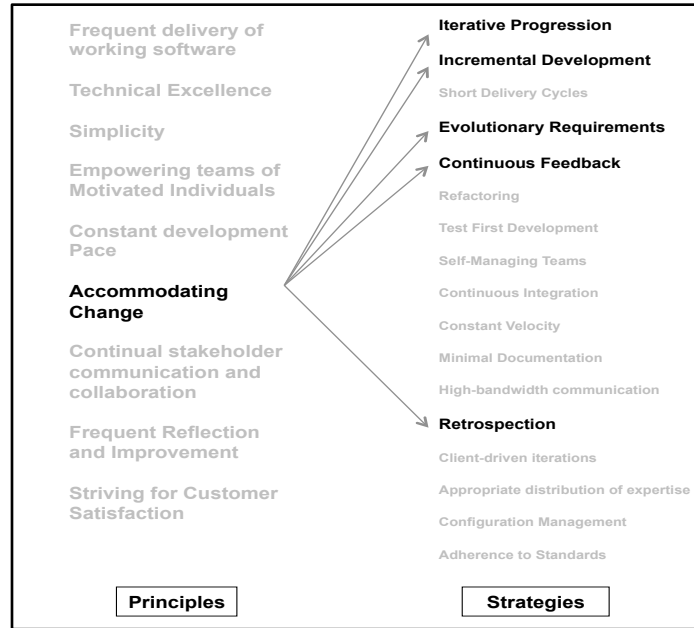 Frequent delivery of
working software
Technical Excellence
Simplicity
Empowering teams of
Motivated Individuals
Constant development
Pace
Accommodating
Change
Continual stakeholder
communication and
collaboration
Frequent Reflection
and Improvement
Striving for Customer
Satisfaction
Principles
Iterative Progression
Incremental Development
Short Delivery Cycles
Evolutionary Requirements
Continuous Feedback
Refactoring
Test First Development
Self-Managing Teams
Continuous Integration
Constant Velocity
Minimal Documentation
High-bandwidth communication
Retrospection
Client-driven iterations
Appropriate distribution of expertise
Configuration Management
Adherence to Standards
Strategies